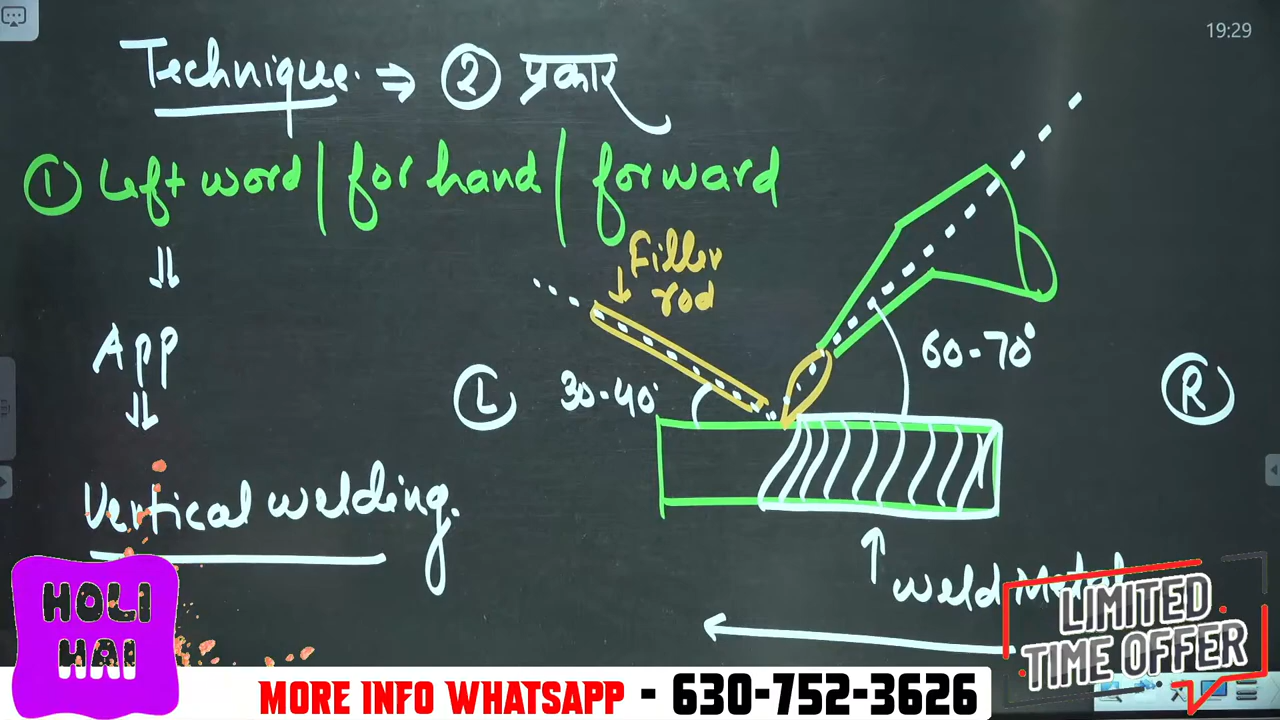 19:29
Technique. ⇒ ② प्रकार
① Left word | for hand | forward
⇓
App
⇓
Vertical welding.
Filler
rod
30-40°
60-70°
L
R
Weld Metal
HOLI
HAI
LIMITED
TIME OFFER
MORE INFO WHATSAPP - 630-752-3626